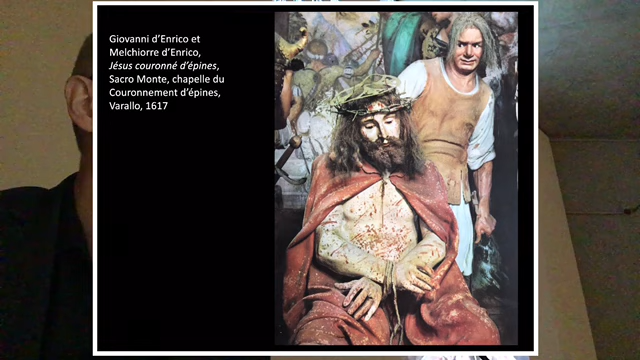 Giovanni d’Enrico et
Melchiorre d’Enrico,
Jésus couronné d’épines,
Sacro Monte, chapelle du
Couronnement d’épines,
Varallo, 1617